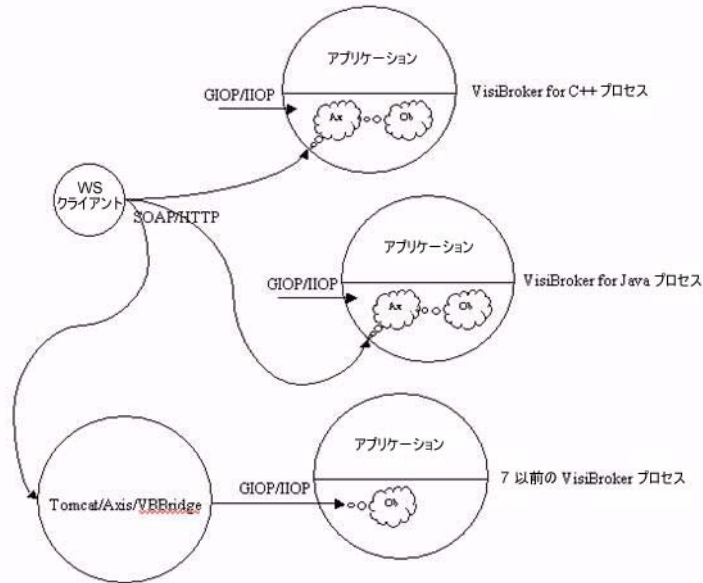 アプリケーション
GIOP/IIOP
VisiBroker for C++ プロセス
Ax
Ob
WS
クライアント
SOAP/HTTP
アプリケーション
GIOP/IIOP
VisiBroker for Java プロセス
Ax
Ob
アプリケーション
GIOP/IIOP
7 以前の VisiBroker プロセス
Ob
Tomcat/Axis/VBBridge